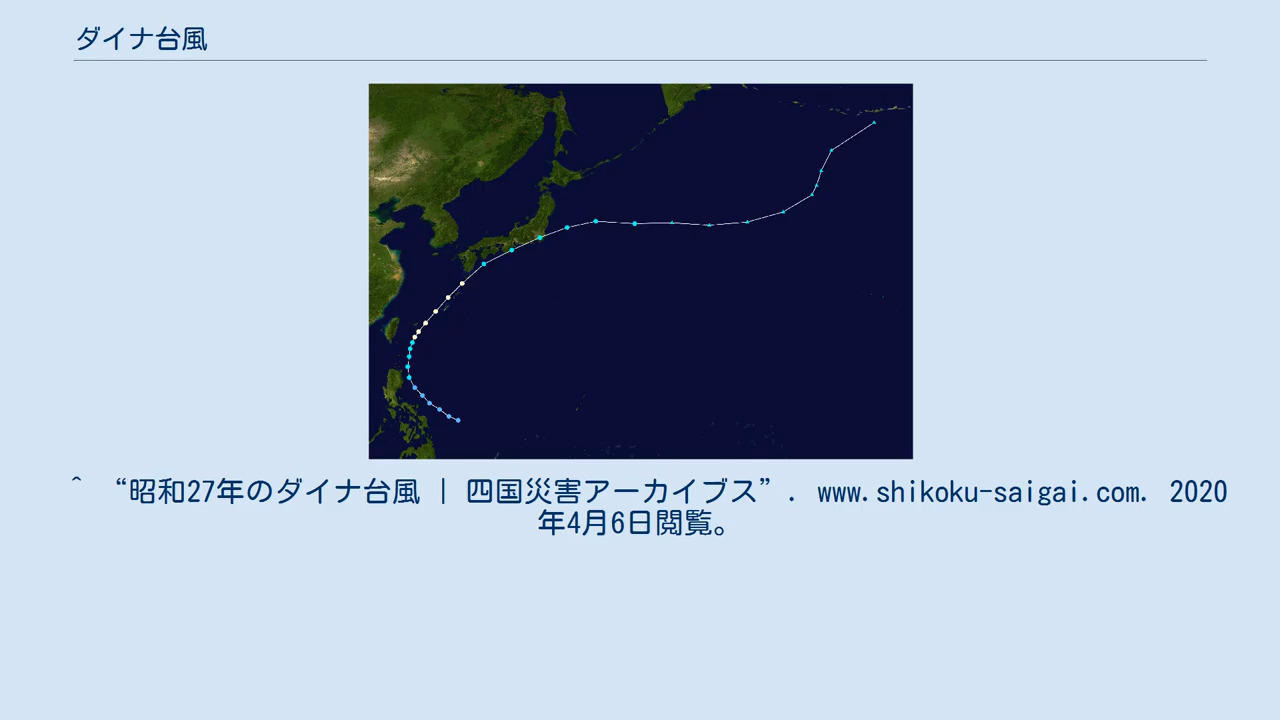 ダイナ台風
^ “昭和27年のダイナ台風 | 四国災害アーカイブス”. www.shikoku-saigai.com. 2020
年4月6日閲覧。